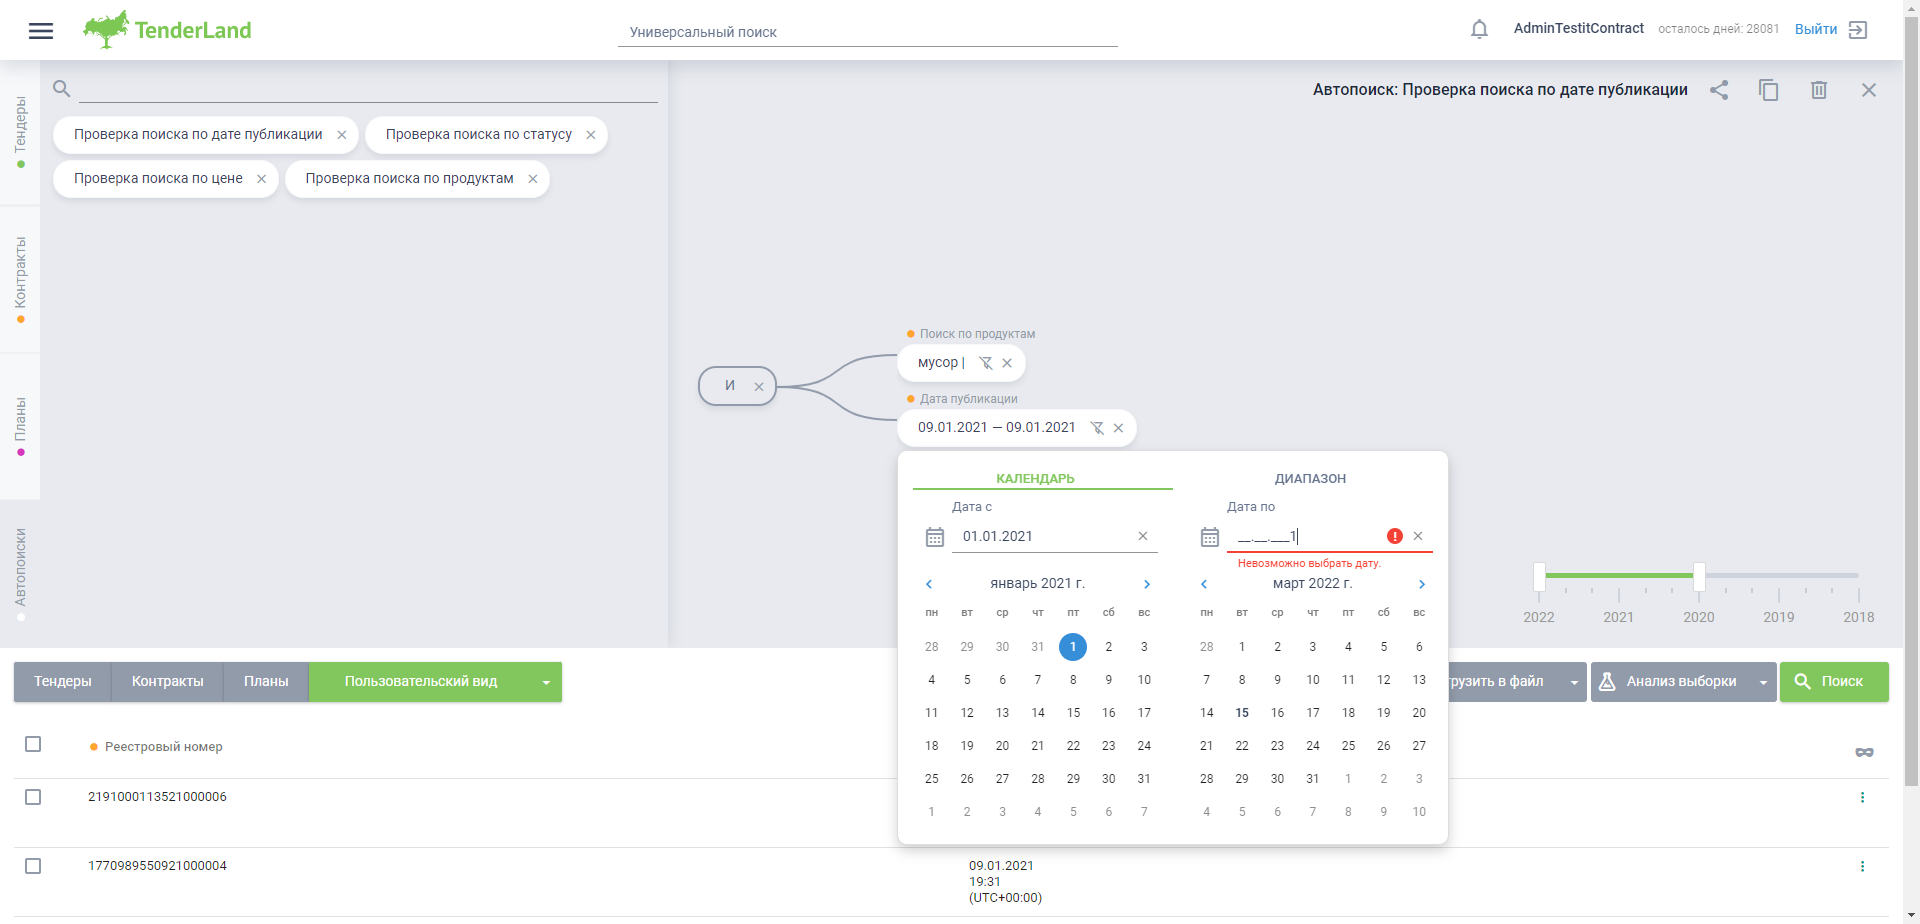 TenderLand
Универсальный поиск
AdminTestitContract
осталось дней: 28081
Выйти
Тендеры
Контракты
Планы
Автопоиски
Проверка поиска по дате публикации
Проверка поиска по статусу
Проверка поиска по цене
Проверка поиска по продуктам
Автопоиск: Проверка поиска по дате публикации
И
Поиск по продуктам
мусор |
Дата публикации
09.01.2021 — 09.01.2021
КАЛЕНДАРЬ
ДИАПАЗОН
Дата с
01.01.2021
январь 2021 г.
пн вт ср чт пт сб вс
28 29 30 31 1 2 3
4 5 6 7 8 9 10
11 12 13 14 15 16 17
18 19 20 21 22 23 24
25 26 27 28 29 30 31
1 2 3 4 5 6 7
Дата по
__.__.___1
Невозможно выбрать дату.
март 2022 г.
пн вт ср чт пт сб вс
28 1 2 3 4 5 6
7 8 9 10 11 12 13
14 15 16 17 18 19 20
21 22 23 24 25 26 27
28 29 30 31 1 2 3
4 5 6 7 8 9 10
2022 2021 2020 2019 2018
Тендеры
Контракты
Планы
Пользовательский вид
рузить в файл
Анализ выборки
Поиск
Реестровый номер
2191000113521000006
1770989550921000004
09.01.2021
19:31
(UTC+00:00)